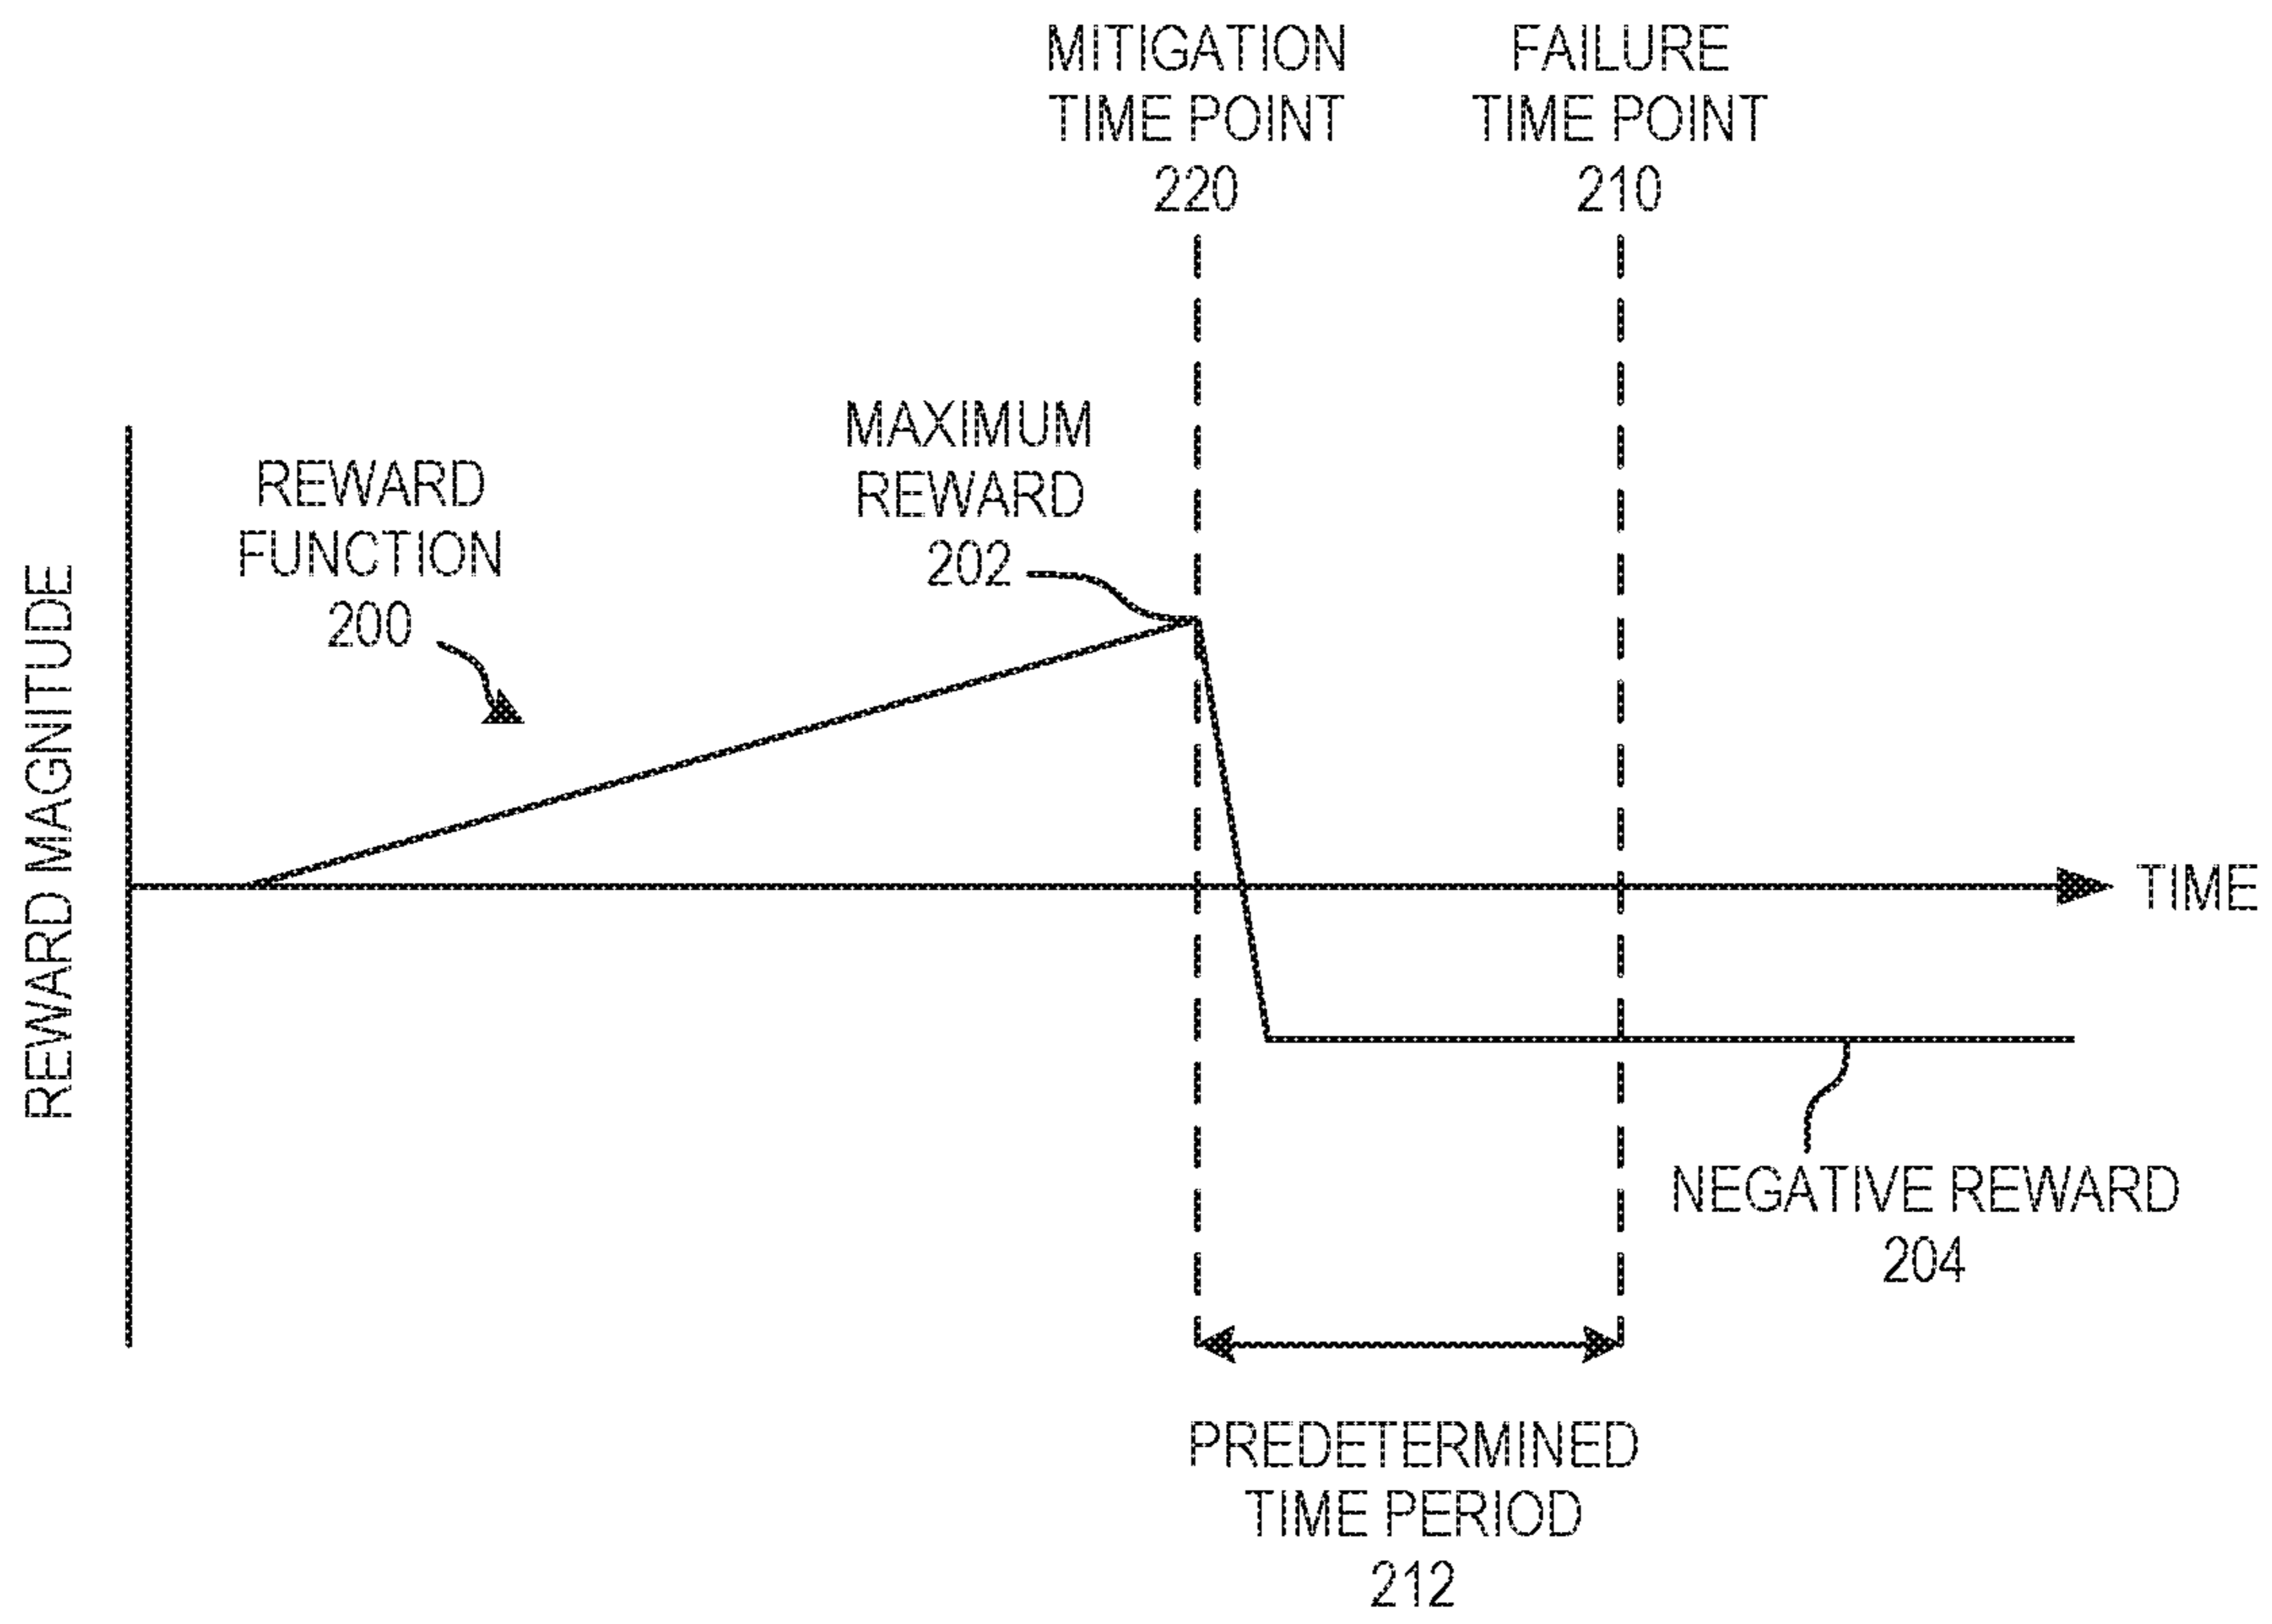 MITIGATION
TIME POINT
220
FAILURE
TIME POINT
210
MAXIMUM
REWARD
202
REWARD
FUNCTION
200
REWARD MAGNITUDE
TIME
NEGATIVE REWARD
204
PREDETERMINED
TIME PERIOD
212